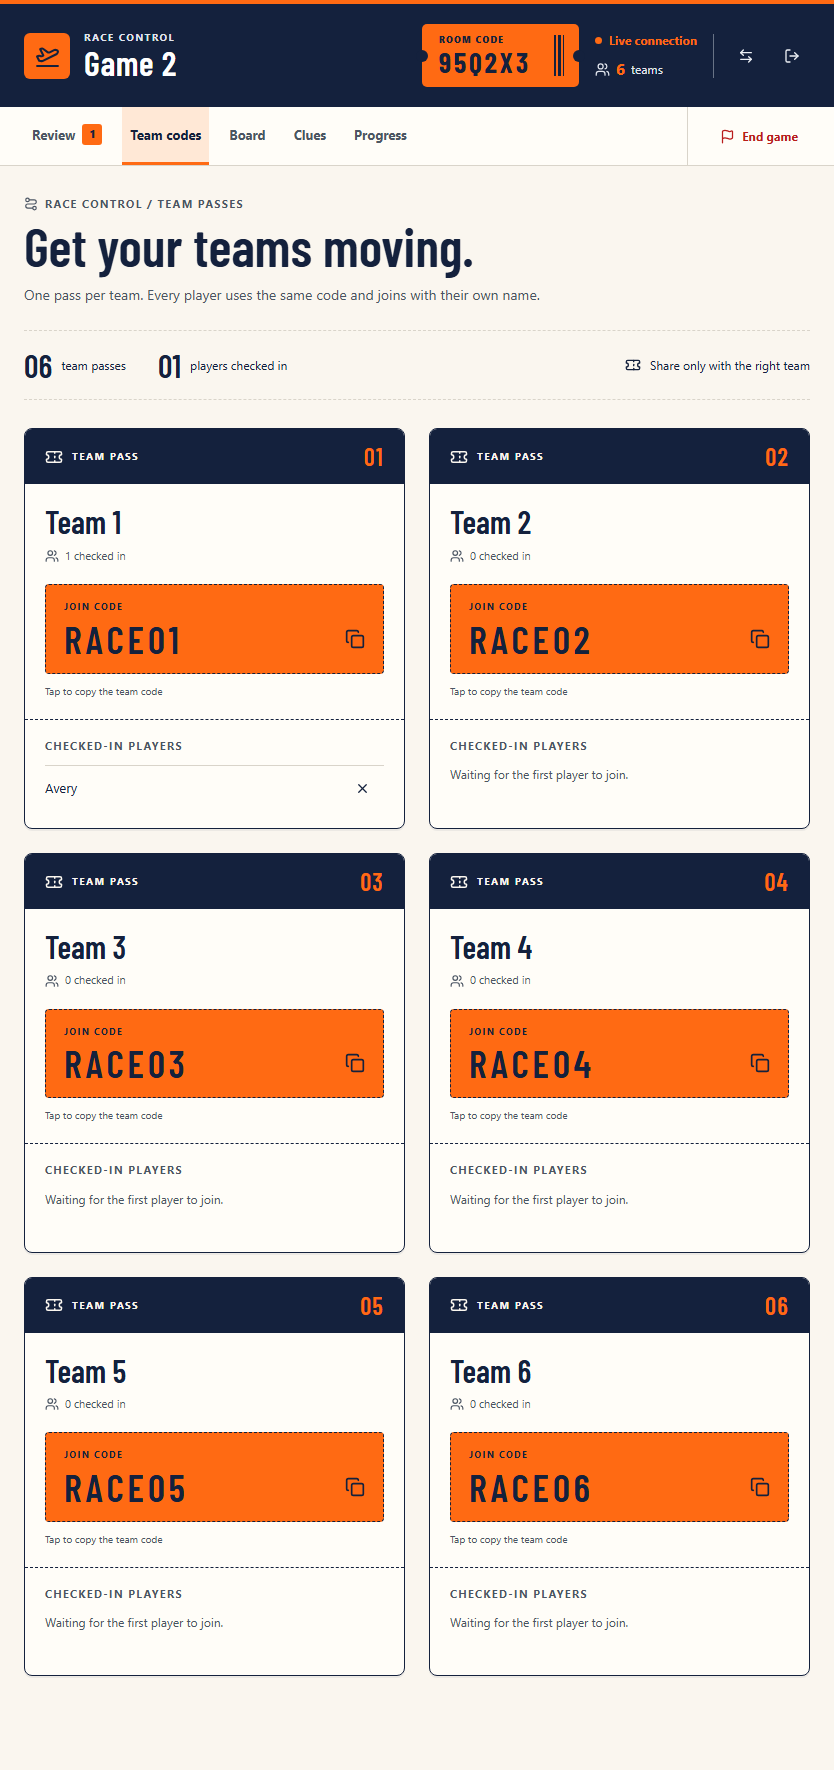 RACE CONTROL
Game 2
ROOM CODE
95Q2X3
Live connection
6 teams
Review 1
Team codes
Board
Clues
Progress
End game
RACE CONTROL / TEAM PASSES
Get your teams moving.
One pass per team. Every player uses the same code and joins with their own name.
06 team passes
01 players checked in
Share only with the right team
TEAM PASS
01
Team 1
1 checked in
JOIN CODE
RACE01
Tap to copy the team code
CHECKED-IN PLAYERS
Avery
TEAM PASS
02
Team 2
0 checked in
JOIN CODE
RACE02
Tap to copy the team code
CHECKED-IN PLAYERS
Waiting for the first player to join.
TEAM PASS
03
Team 3
0 checked in
JOIN CODE
RACE03
Tap to copy the team code
CHECKED-IN PLAYERS
Waiting for the first player to join.
TEAM PASS
04
Team 4
0 checked in
JOIN CODE
RACE04
Tap to copy the team code
CHECKED-IN PLAYERS
Waiting for the first player to join.
TEAM PASS
05
Team 5
0 checked in
JOIN CODE
RACE05
Tap to copy the team code
CHECKED-IN PLAYERS
Waiting for the first player to join.
TEAM PASS
06
Team 6
0 checked in
JOIN CODE
RACE06
Tap to copy the team code
CHECKED-IN PLAYERS
Waiting for the first player to join.